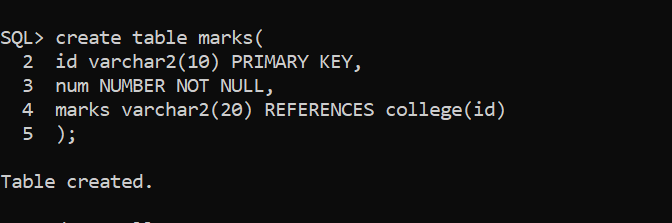 SQL> create table marks(
2 id varchar2(10) PRIMARY KEY,
3 num NUMBER NOT NULL,
4 marks varchar2(20) REFERENCES college(id)
5 );
Table created.